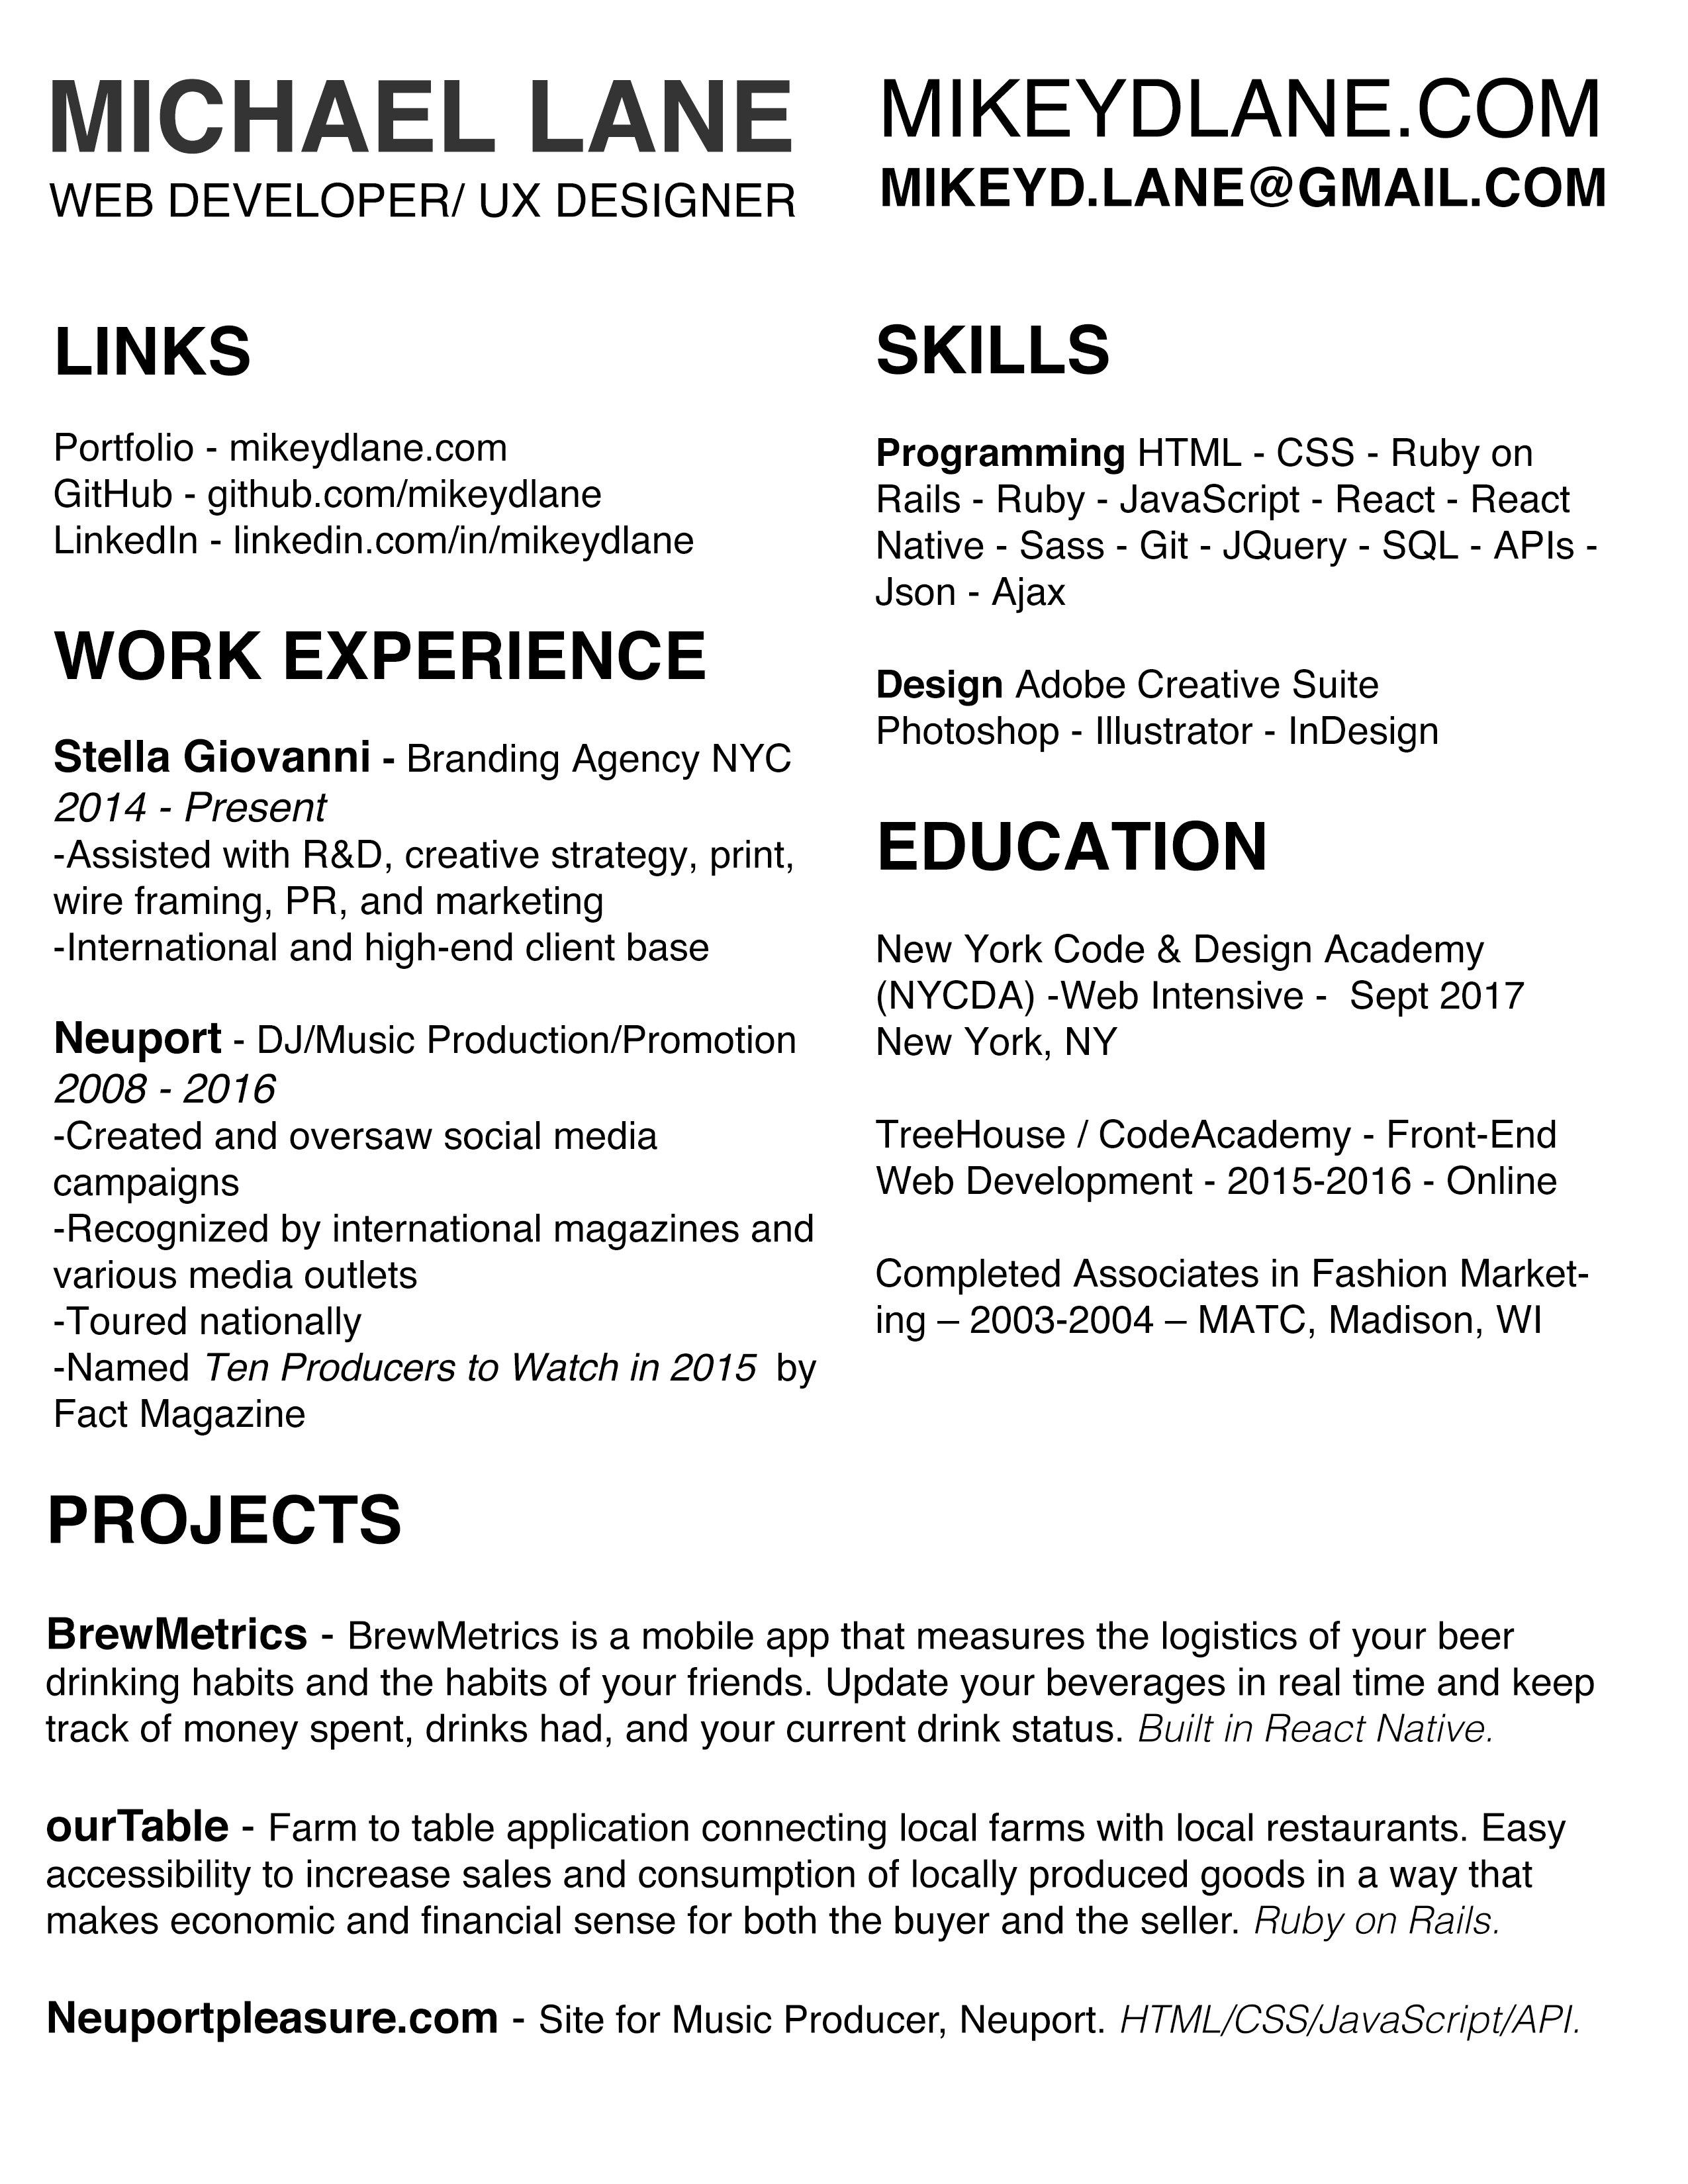 MICHAEL LANE
WEB DEVELOPER/ UX DESIGNER
MIKEYDLANE.COM
MIKEYD.LANE@GMAIL.COM
LINKS
Portfolio - mikeydlane.com
GitHub - github.com/mikeydlane
LinkedIn - linkedin.com/in/mikeydlane
WORK EXPERIENCE
Stella Giovanni - Branding Agency NYC
2014 - Present
-Assisted with R&D, creative strategy, print,
wire framing, PR, and marketing
-International and high-end client base
Neuport - DJ/Music Production/Promotion
2008 - 2016
-Created and oversaw social media
campaigns
-Recognized by international magazines and
various media outlets
-Toured nationally
-Named Ten Producers to Watch in 2015 by
Fact Magazine
SKILLS
Programming HTML - CSS - Ruby on
Rails - Ruby - JavaScript - React - React
Native - Sass - Git - JQuery - SQL - APIs -
Json - Ajax
Design Adobe Creative Suite
Photoshop - Illustrator - InDesign
EDUCATION
New York Code & Design Academy
(NYCDA) -Web Intensive - Sept 2017
New York, NY
TreeHouse / CodeAcademy - Front-End
Web Development - 2015-2016 - Online
Completed Associates in Fashion Market-
ing – 2003-2004 – MATC, Madison, WI
PROJECTS
BrewMetrics - BrewMetrics is a mobile app that measures the logistics of your beer
drinking habits and the habits of your friends. Update your beverages in real time and keep
track of money spent, drinks had, and your current drink status. Built in React Native.
ourTable - Farm to table application connecting local farms with local restaurants. Easy
accessibility to increase sales and consumption of locally produced goods in a way that
makes economic and financial sense for both the buyer and the seller. Ruby on Rails.
Neuportpleasure.com - Site for Music Producer, Neuport. HTML/CSS/JavaScript/API.